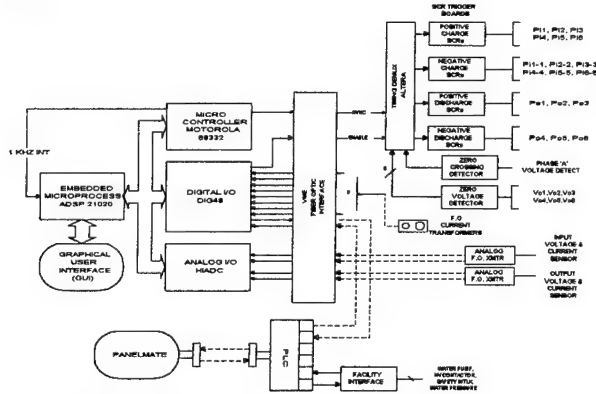 SCR TRIGGER
BOARDS
POSITIVE
CHARGE
SCRs
NEGATIVE
CHARGE
SCRs
POSITIVE
DISCHARGE
SCRs
NEGATIVE
DISCHARGE
SCRs
ZERO
CROSSING
DETECTOR
ZERO
VOLTAGE
DETECTOR
Pi1, Pi2, Pi3
Pi4, Pi5, Pi6
Pi1-1, Pi2-2, Pi3-3
Pi4-4, Pi5-5, Pi6-6
Po1, Po2, Po3
Po4, Po5, Po6
PHASE 'A'
VOLTAGE DETECT
Vo1,Vo2,Vo3
Vo4,Vo5,Vo6
TIMING DEMUX
ALTERA
SYNC
ENABLE
MICRO
CONTROLLER
MOTOROLA
68332
1 KHZ INT
EMBEDDED
MICROPROCESS
ADSP 21020
GRAPHICAL
USER
INTERFACE
(GUI)
DIGITAL I/O
DIG48
ANALOG I/O
HIADC
VME
FIBER OPTIC
INTERFACE
F.O
CURRENT
TRANSFORMERS
ANALOG
F.O. XMTR
ANALOG
F.O. XMTR
INPUT
VOLTAGE &
CURRENT
SENSOR
OUTPUT
VOLTAGE &
CURRENT
SENSOR
PANELMATE
PLC
FACILITY
INTERFACE
WATER PUMP,
SAFETY INTLK,
WATER PRESSURE